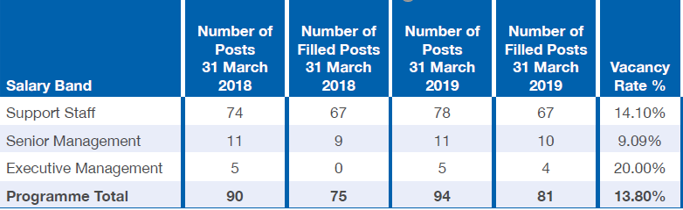 Salary Band Number of Posts 31 March 2018 Number of Filled Posts 31 March 2018 Number of Posts 31 March 2019 Number of Filled Posts 31 March 2019 Vacancy Rate %
Support Staff 74 67 78 67 14.10%
Senior Management 11 9 11 10 9.09%
Executive Management 5 0 5 4 20.00%
Programme Total 90 75 94 81 13.80%